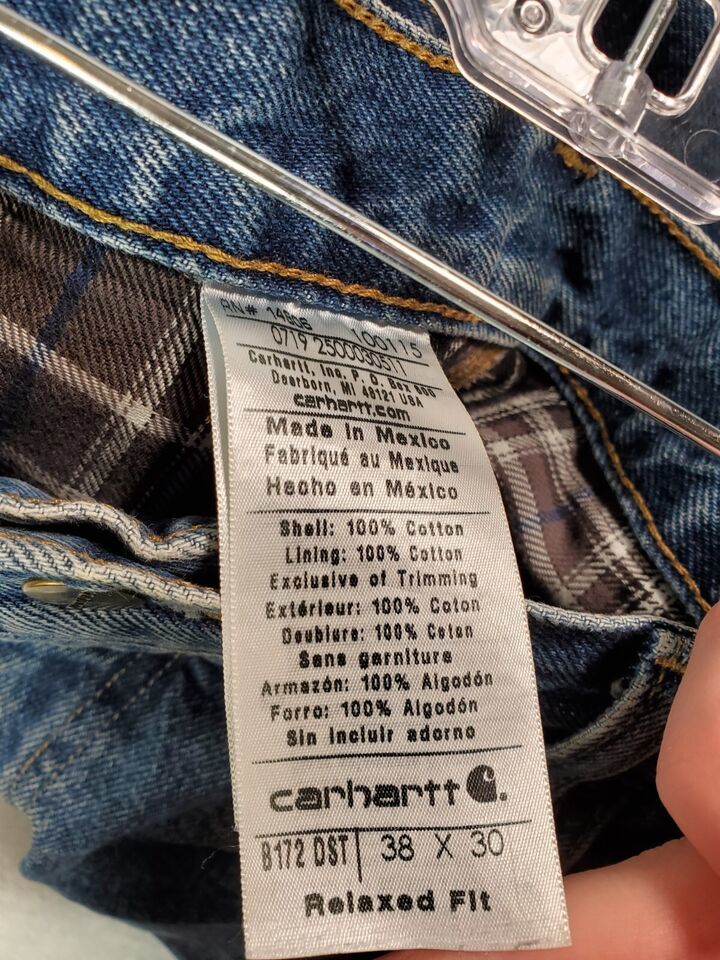 RN# 14806 100115
0719 2500030511
Carhartt, Inc, P. O. Box 600
Dearborn, MI 48121 USA
carhartt.com
Made in Mexico
Fabriqué au Mexique
Hecho en México
Shell: 100% Cotton
Lining: 100% Cotton
Exclusive of Trimming
Extérieur: 100% Coton
Doublure: 100% Coton
Sans garniture
Armazón: 100% Algodón
Forro: 100% Algodón
Sin incluir adorno
carhartt
8172 DST 38 X 30
Relaxed Fit